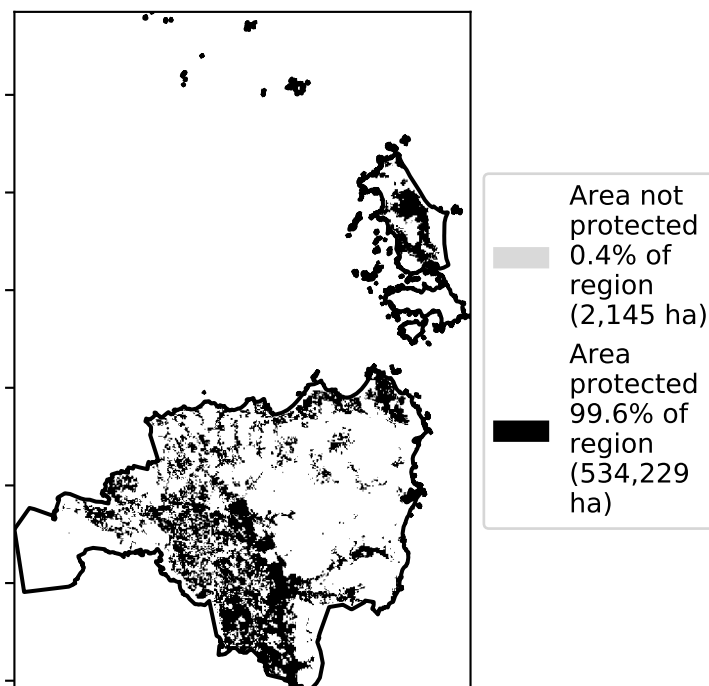 Area not
protected
0.4% of
region
(2,145 ha)
Area
protected
99.6% of
region
(534,229
ha)